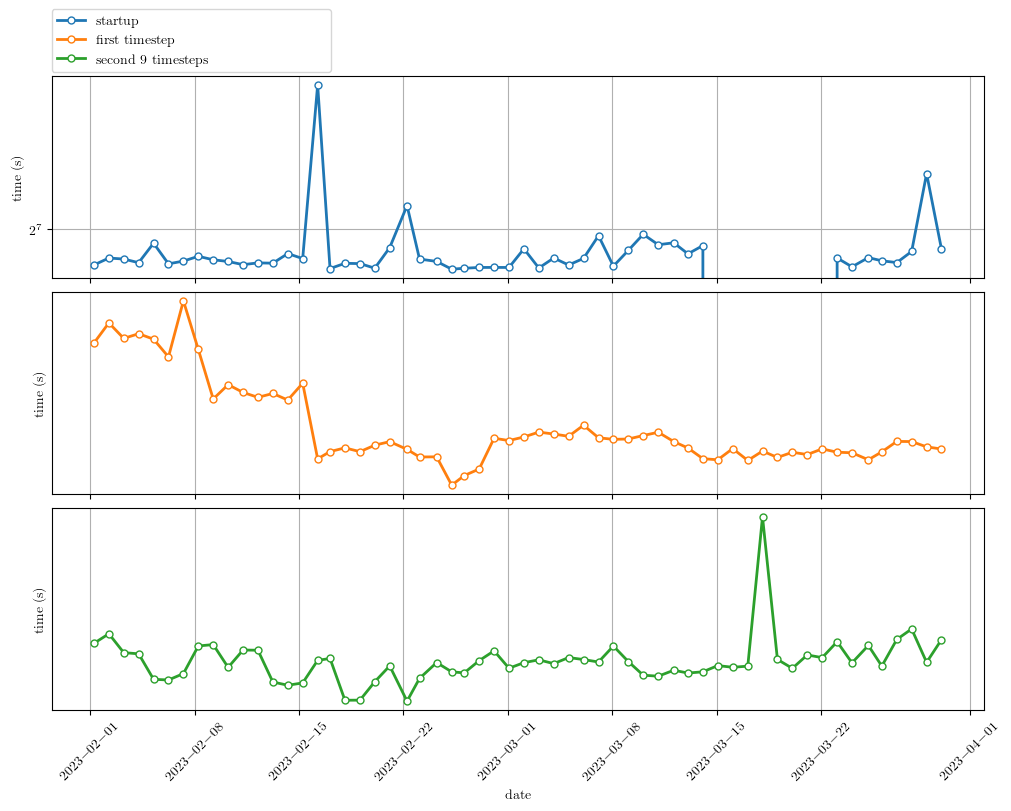 startup
first timestep
second 9 timesteps
time (s)
2^7
time (s)
time (s)
2023−02−01
2023−02−08
2023−02−15
2023−02−22
2023−03−01
2023−03−08
2023−03−15
2023−03−22
2023−04−01
date